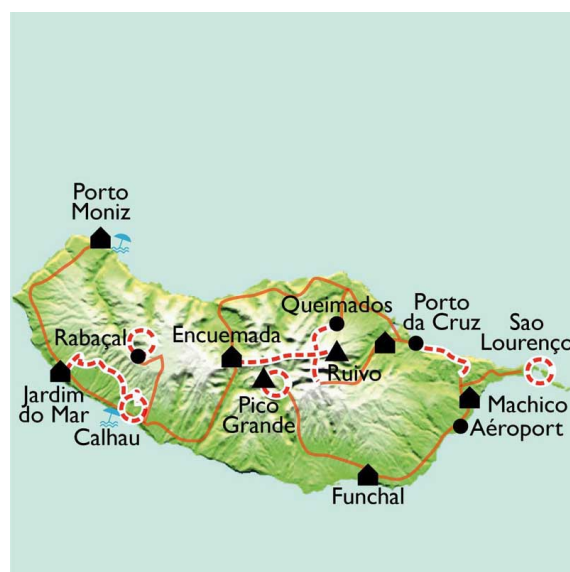 Porto
Moniz
Queimados
Porto
da Cruz
Sao
Lourenço
Rabaçal
Encuemada
Ruivo
Jardim
do Mar
Pico
Grande
Machico
Calhau
Aéroport
Funchal